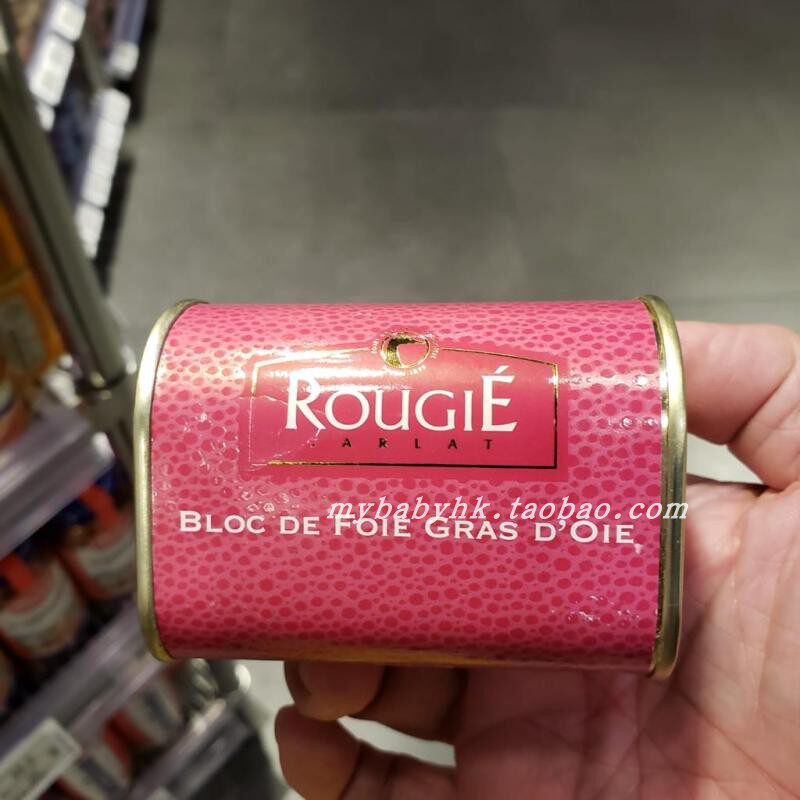 ROUGIÉ
SARLAT
mybabyhk.taobao.com
BLOC DE FOIE GRAS D'OIE